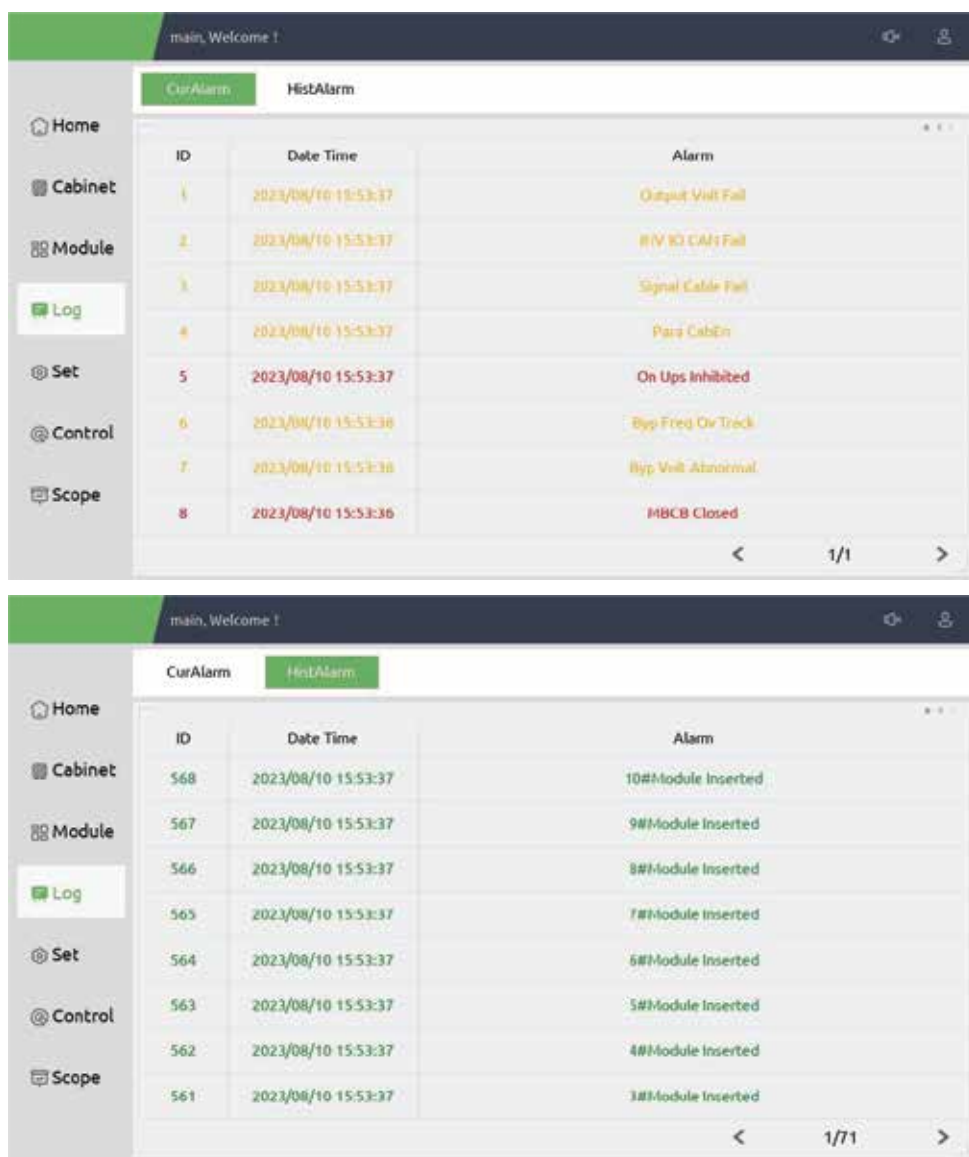 main, Welcome !
CurAlarm HistAlarm
Home
Cabinet
Module
Log
Set
Control
Scope
ID Date Time Alarm
1 2023/08/10 15:53:37 Output Volt Fail
2 2023/08/10 15:53:37 IO CAN Fail
3 2023/08/10 15:53:37 Signal Cable Fail
4 2023/08/10 15:53:37 Para CabErr
5 2023/08/10 15:53:37 On Ups Inhibited
6 2023/08/10 15:53:36 Byp Freq Ov Track
7 2023/08/10 15:53:36 Byp Volt Abnormal
8 2023/08/10 15:53:36 MBCB Closed
< 1/1 >
main, Welcome !
CurAlarm HistAlarm
Home
Cabinet
Module
Log
Set
Control
Scope
ID Date Time Alarm
568 2023/08/10 15:53:37 10#Module Inserted
567 2023/08/10 15:53:37 9#Module Inserted
566 2023/08/10 15:53:37 8#Module Inserted
565 2023/08/10 15:53:37 7#Module Inserted
564 2023/08/10 15:53:37 6#Module Inserted
563 2023/08/10 15:53:37 5#Module Inserted
562 2023/08/10 15:53:37 4#Module Inserted
561 2023/08/10 15:53:37 3#Module Inserted
< 1/71 >